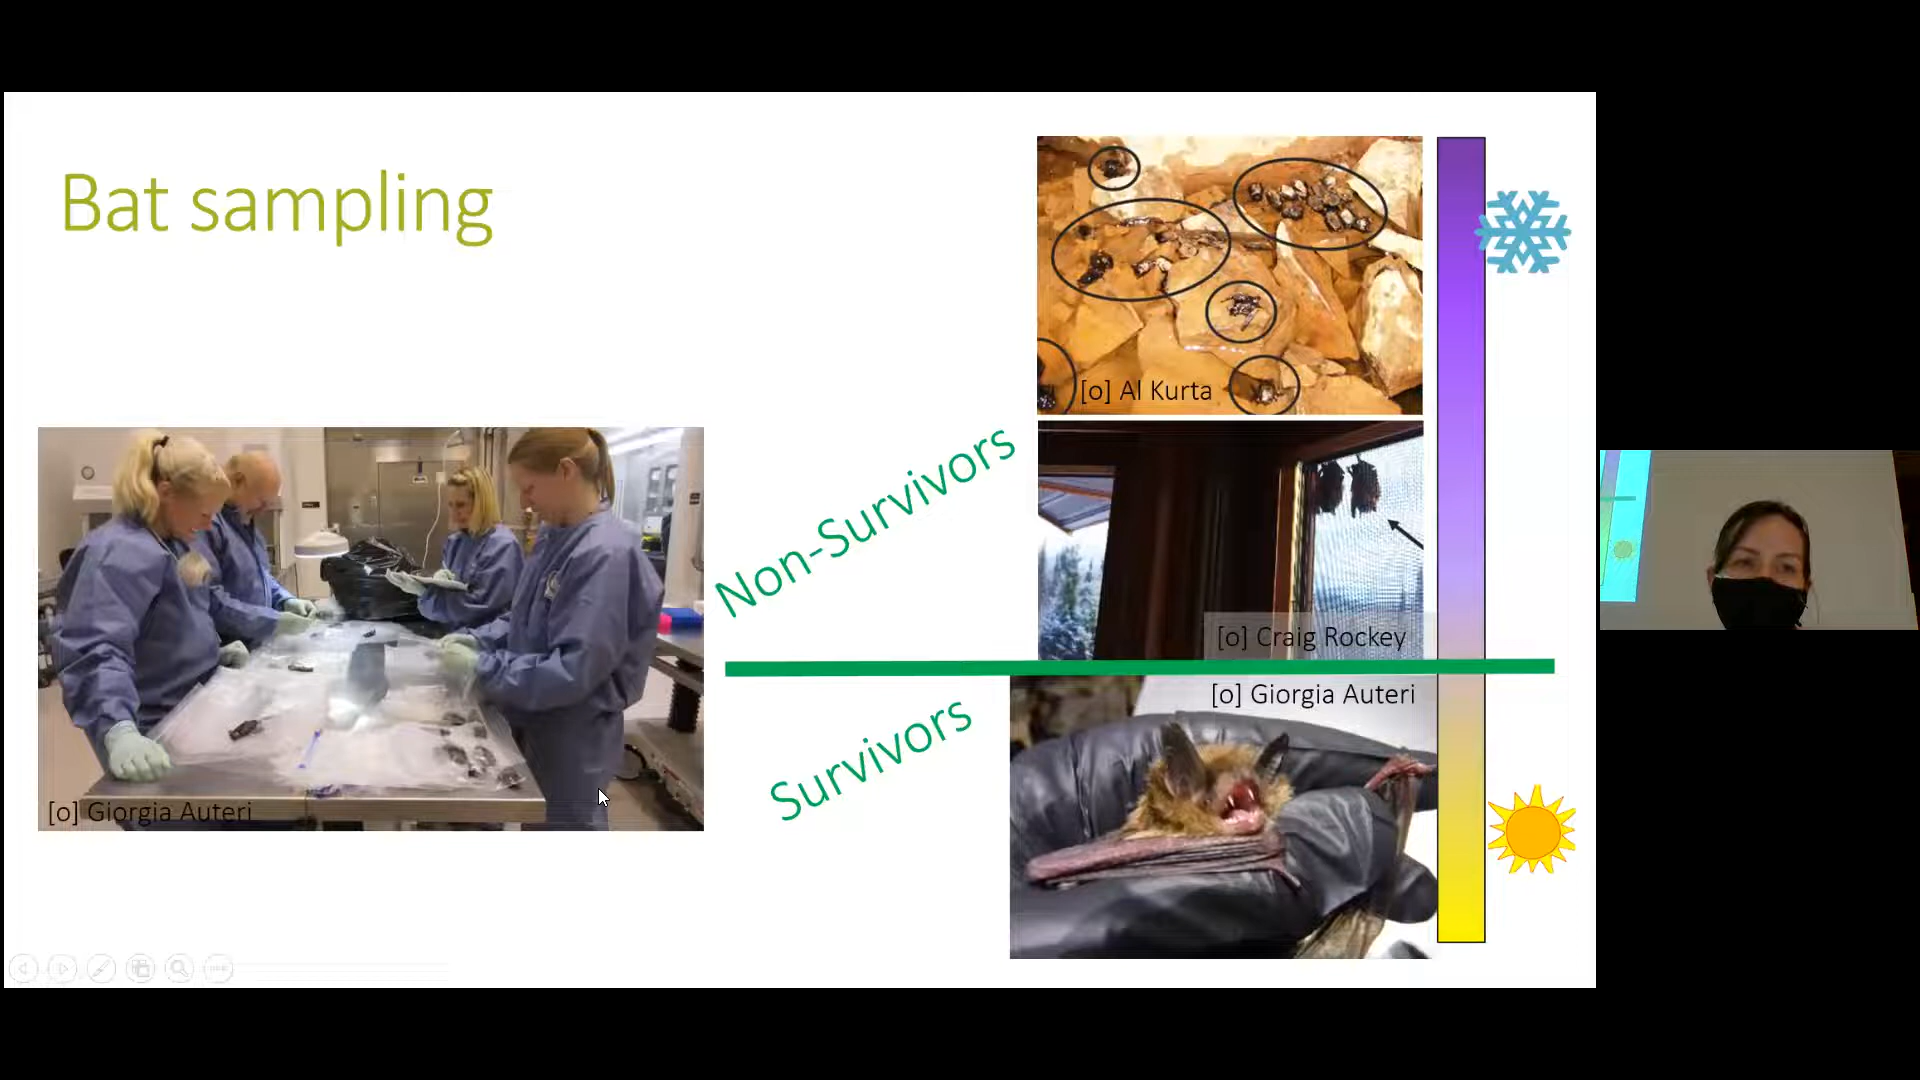 Bat sampling
[o] Al Kurta
Non-Survivors
[o] Craig Rockey
[o] Giorgia Auteri
Survivors
[o] Giorgia Auteri